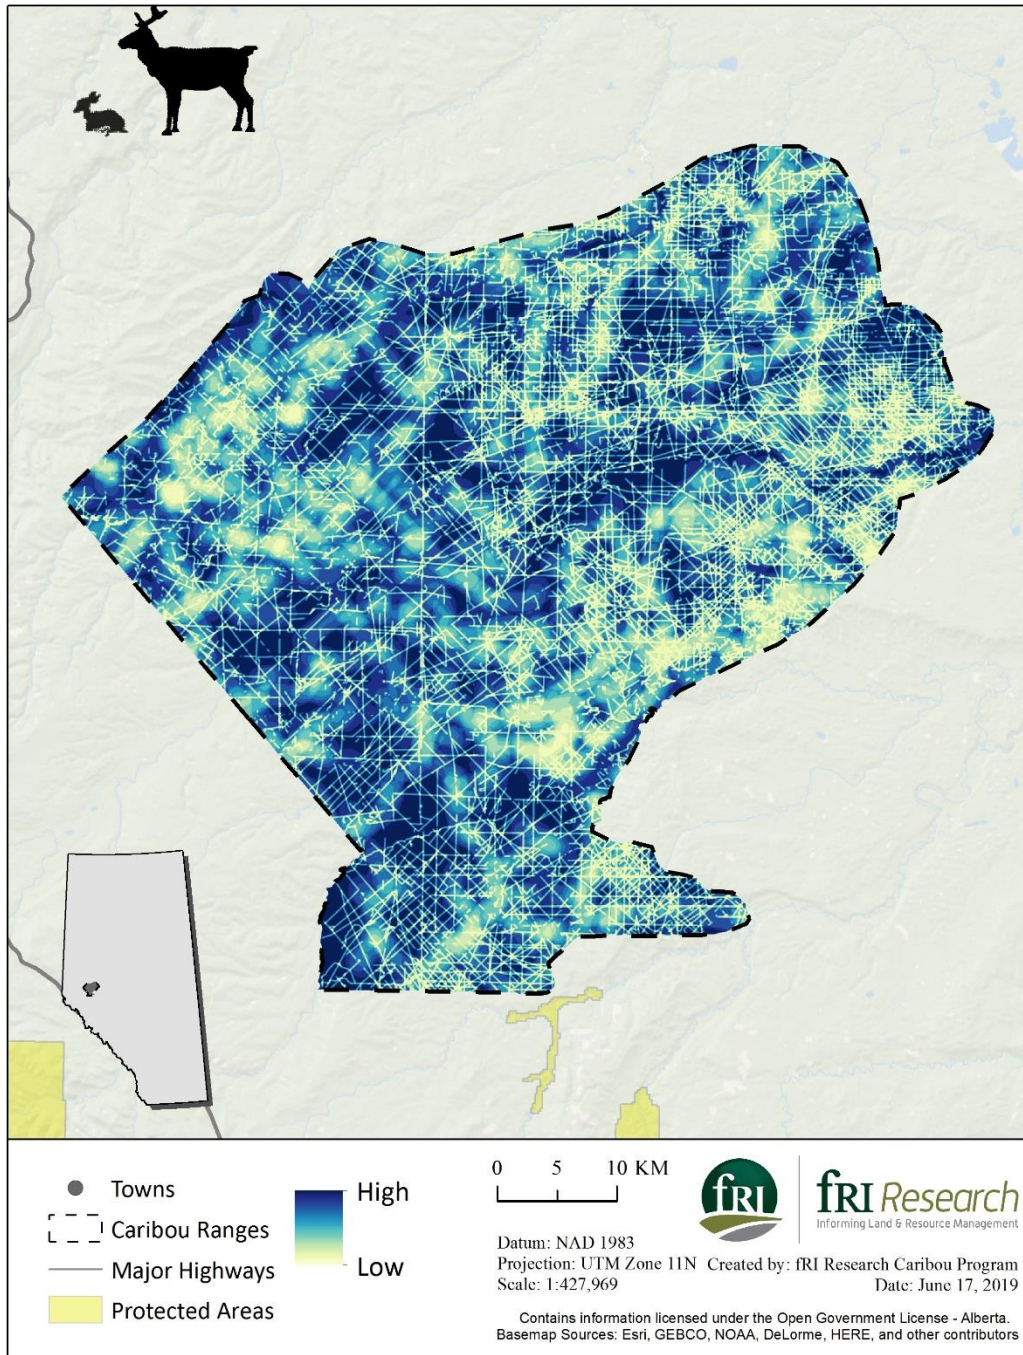 Towns
Caribou Ranges
Major Highways
Protected Areas
High
Low
0 5 10 KM
Datum: NAD 1983
Projection: UTM Zone 11N
Scale: 1:427,969
fRI
fRI Research
Informing Land & Resource Management
Created by: fRI Research Caribou Program
Date: June 17, 2019
Contains information licensed under the Open Government License - Alberta.
Basemap Sources: Esri, GEBCO, NOAA, DeLorme, HERE, and other contributors